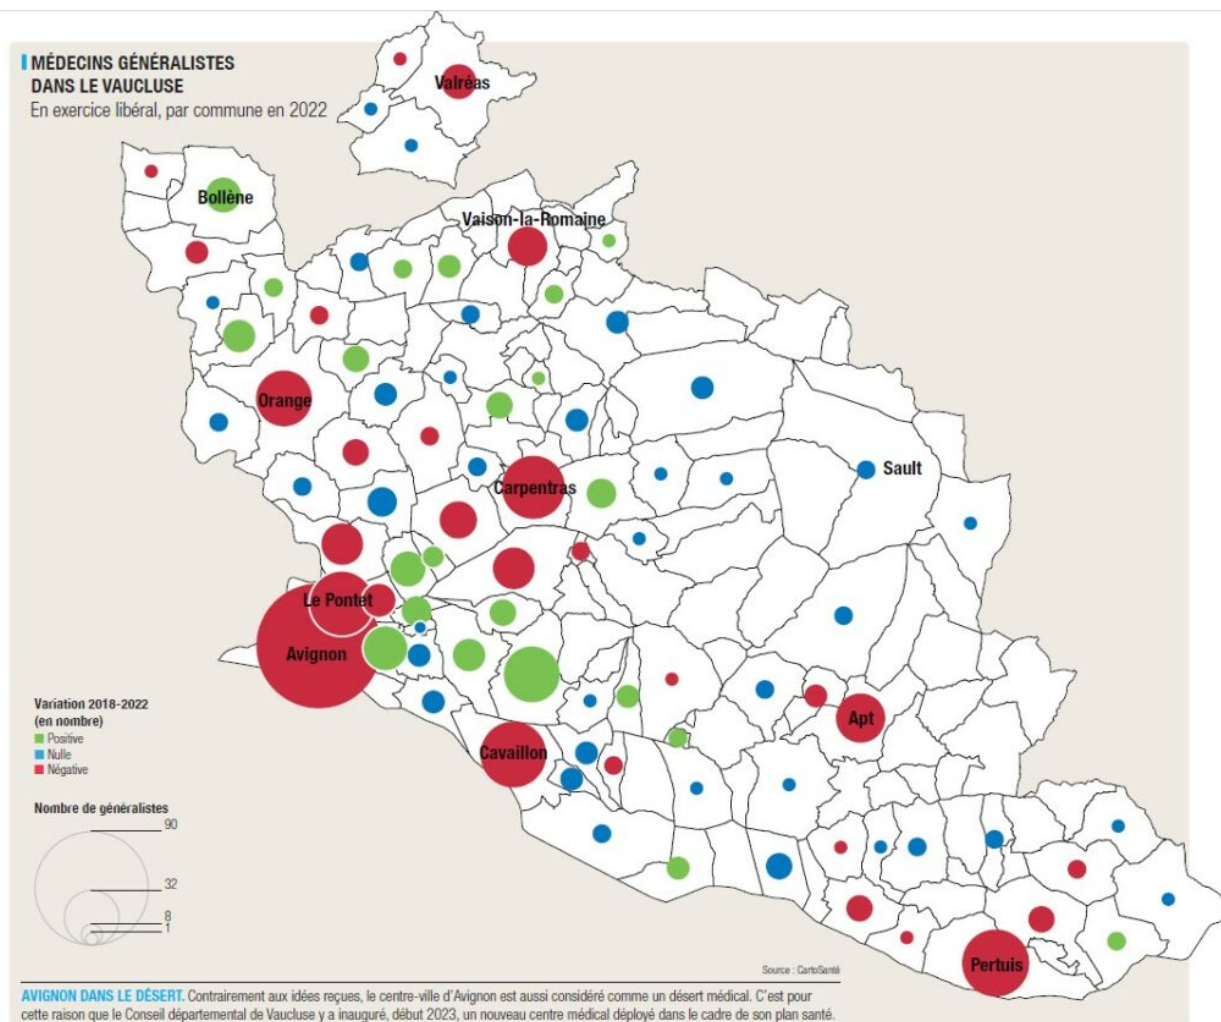 MÉDECINS GÉNÉRALISTES
DANS LE VAUCLUSE
En exercice libéral, par commune en 2022
Valréas
Bollène
Vaison-la-Romaine
Orange
Carpentras
Sault
Le Pontet
Avignon
Apt
Cavaillon
Pertuis
Variation 2018-2022
(en nombre)
Positive
Nulle
Négative
Nombre de généralistes
90
32
8
1
Source : CartoSanté
AVIGNON DANS LE DÉSERT. Contrairement aux idées reçues, le centre-ville d'Avignon est aussi considéré comme un désert médical. C'est pour
cette raison que le Conseil départemental de Vaucluse y a inauguré, début 2023, un nouveau centre médical déployé dans le cadre de son plan santé.